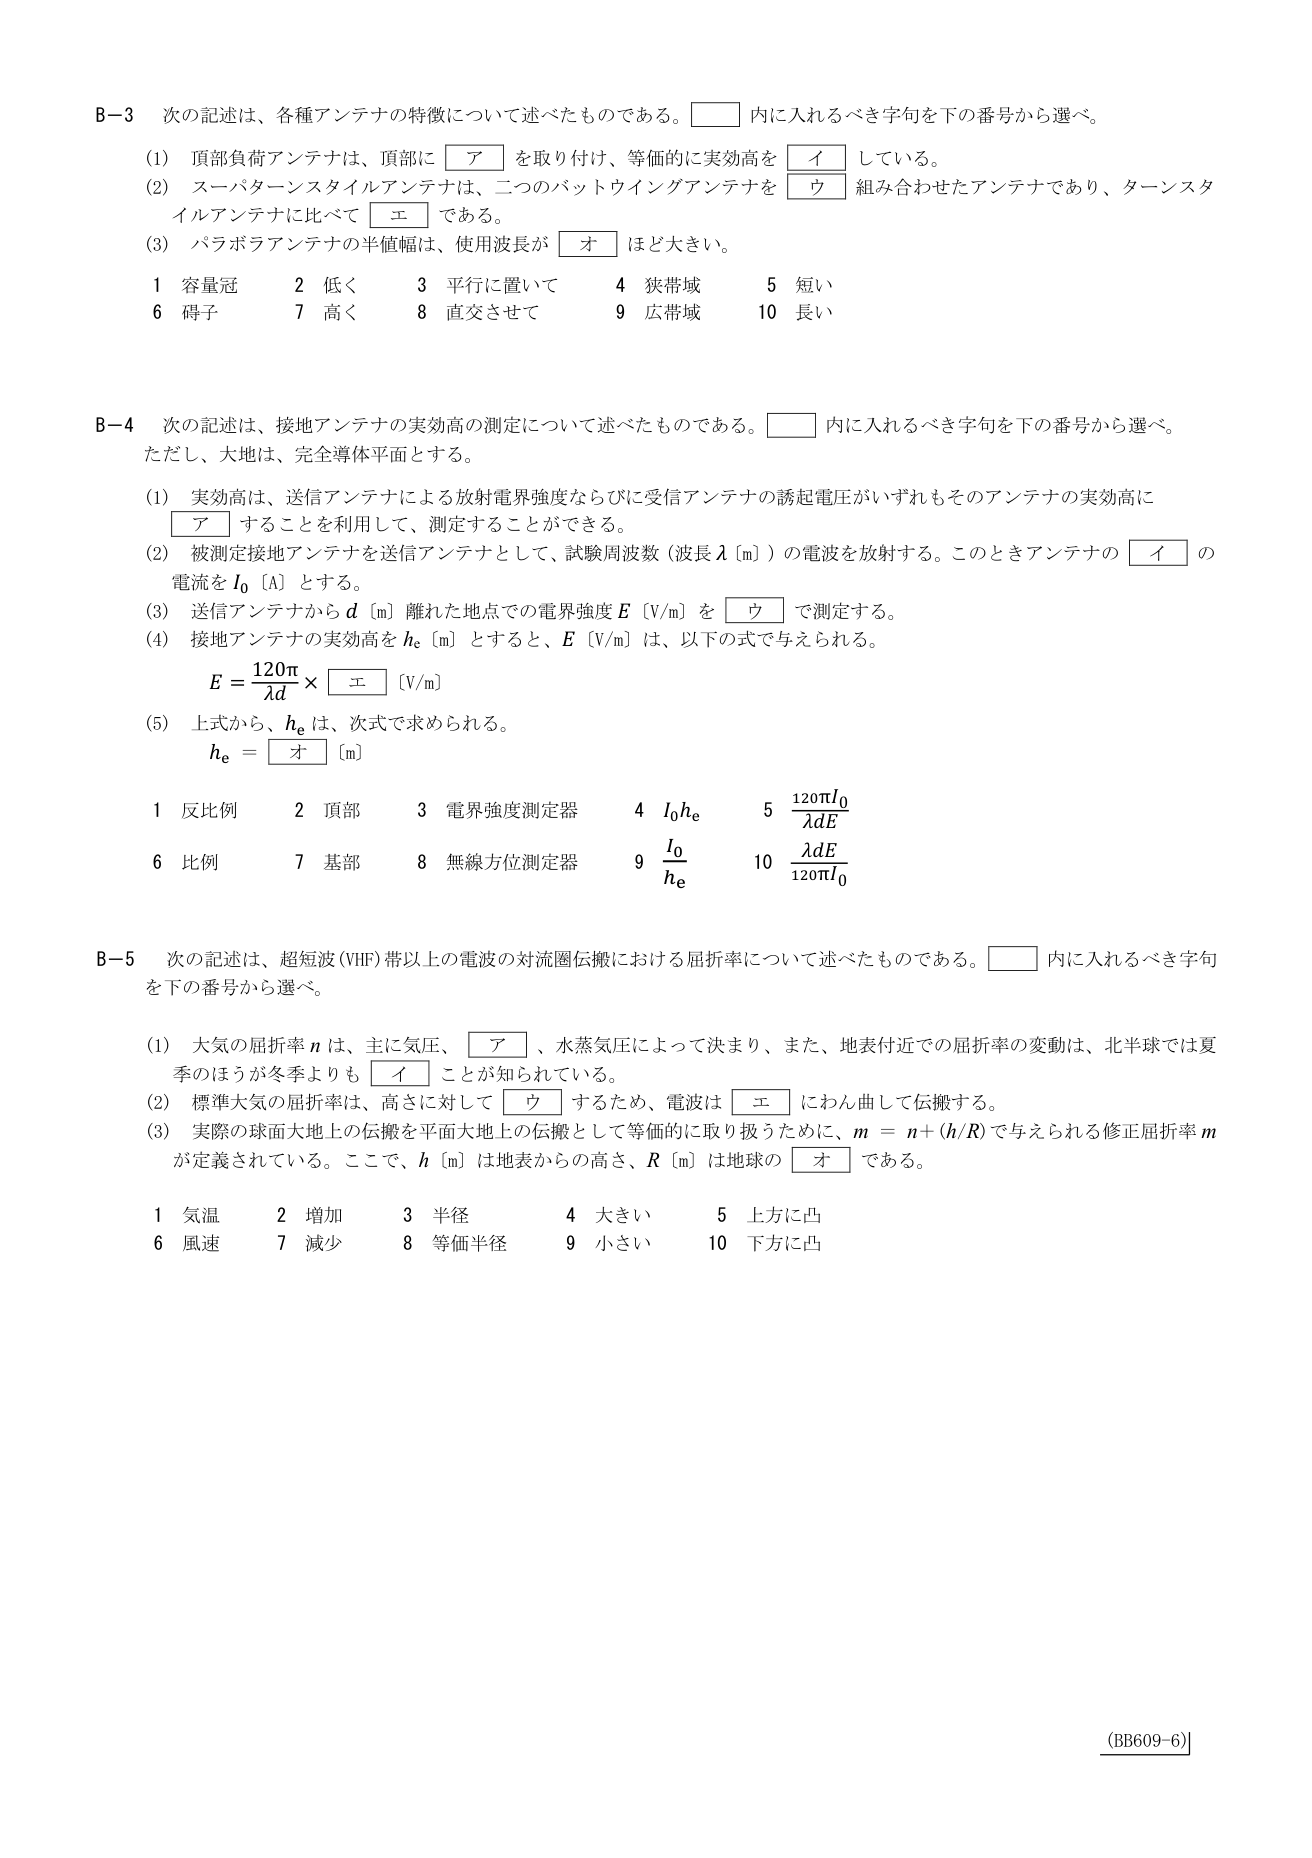 B－3 次の記述は、各種アンテナの特徴について述べたものである。□ 内に入れるべき字句を下の番号から選べ。
(1) 頂部負荷アンテナは、頂部に ア を取り付け、等価的に実効高を イ している。
(2) スーパターンスタイルアンテナは、二つのバットウイングアンテナを ウ 組み合わせたアンテナであり、ターンスタ
イルアンテナに比べて エ である。
(3) パラボラアンテナの半値幅は、使用波長が オ ほど大きい。
1 容量冠 2 低く 3 平行に置いて 4 狭帯域 5 短い
6 碍子 7 高く 8 直交させて 9 広帯域 10 長い
B－4 次の記述は、接地アンテナの実効高の測定について述べたものである。□ 内に入れるべき字句を下の番号から選べ。
ただし、大地は、完全導体平面とする。
(1) 実効高は、送信アンテナによる放射電界強度ならびに受信アンテナの誘起電圧がいずれもそのアンテナの実効高に
ア することを利用して、測定することができる。
(2) 被測定接地アンテナを送信アンテナとして、試験周波数（波長λ〔m〕）の電波を放射する。このときアンテナの イ の
電流を I₀〔A〕とする。
(3) 送信アンテナから d〔m〕離れた地点での電界強度 E〔V/m〕を ウ で測定する。
(4) 接地アンテナの実効高を hₑ〔m〕とすると、E〔V/m〕は、以下の式で与えられる。
E = 120π/λd × エ 〔V/m〕
(5) 上式から、hₑ は、次式で求められる。
hₑ ＝ オ 〔m〕
1 反比例 2 頂部 3 電界強度測定器 4 I₀hₑ 5 120πI₀/λdE
6 比例 7 基部 8 無線方位測定器 9 I₀/hₑ 10 λdE/120πI₀
B－5 次の記述は、超短波(VHF)帯以上の電波の対流圏伝搬における屈折率について述べたものである。□ 内に入れるべき字句
を下の番号から選べ。
(1) 大気の屈折率 n は、主に気圧、 ア 、水蒸気圧によって決まり、また、地表付近での屈折率の変動は、北半球では夏
季のほうが冬季よりも イ ことが知られている。
(2) 標準大気の屈折率は、高さに対して ウ するため、電波は エ にわん曲して伝搬する。
(3) 実際の球面大地上の伝搬を平面大地上の伝搬として等価的に取り扱うために、m ＝ n＋(h/R)で与えられる修正屈折率 m
が定義されている。ここで、h〔m〕は地表からの高さ、R〔m〕は地球の オ である。
1 気温 2 増加 3 半径 4 大きい 5 上方に凸
6 風速 7 減少 8 等価半径 9 小さい 10 下方に凸
(BB609-6)